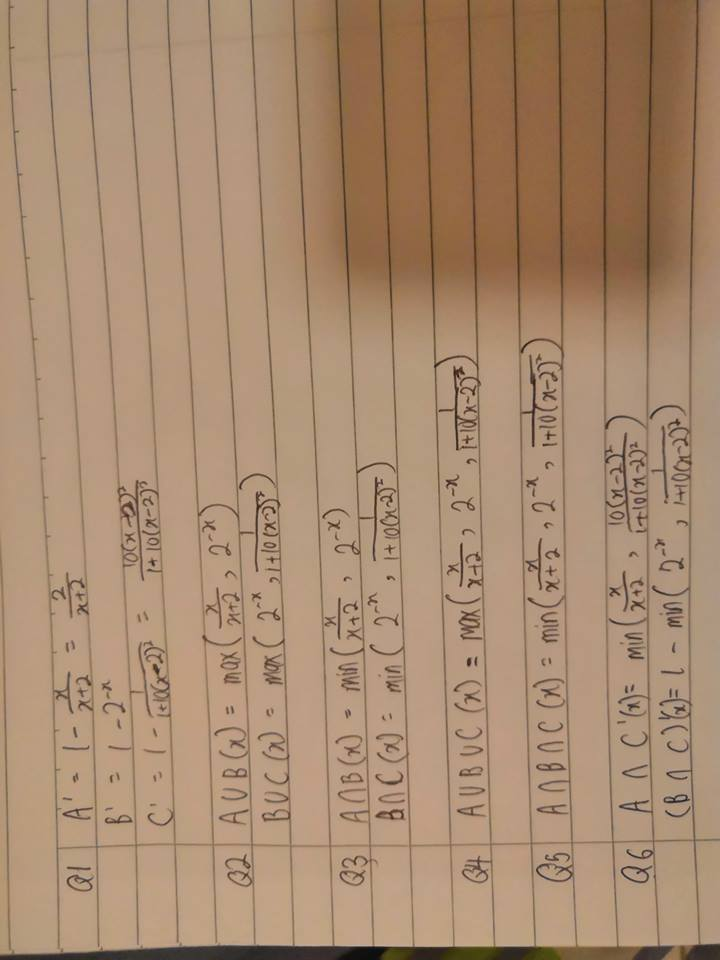 Q1 A' = 1 - x/(x+2) = 2/(x+2)
B' = 1 - 2^-x
C' = 1 - 1/(1+10(x-2)²) = 10(x-2)²/(1+10(x-2)²)
Q2 A∪B(x) = max(x/(x+2), 2^-x)
B∪C(x) = max(2^-x, 1/(1+10(x-2)²))
Q3 A∩B(x) = min(x/(x+2), 2^-x)
B∩C(x) = min(2^-x, 1/(1+10(x-2)²))
Q4 A∪B∪C(x) = max(x/(x+2), 2^-x, 1/(1+10(x-2)²))
Q5 A∩B∩C(x) = min(x/(x+2), 2^-x, 1/(1+10(x-2)²))
Q6 A∩C'(x) = min(x/(x+2), 10(x-2)²/(1+10(x-2)²))
(B∩C)'(x) = 1 - min(2^-x, 1/(1+10(x-2)²))